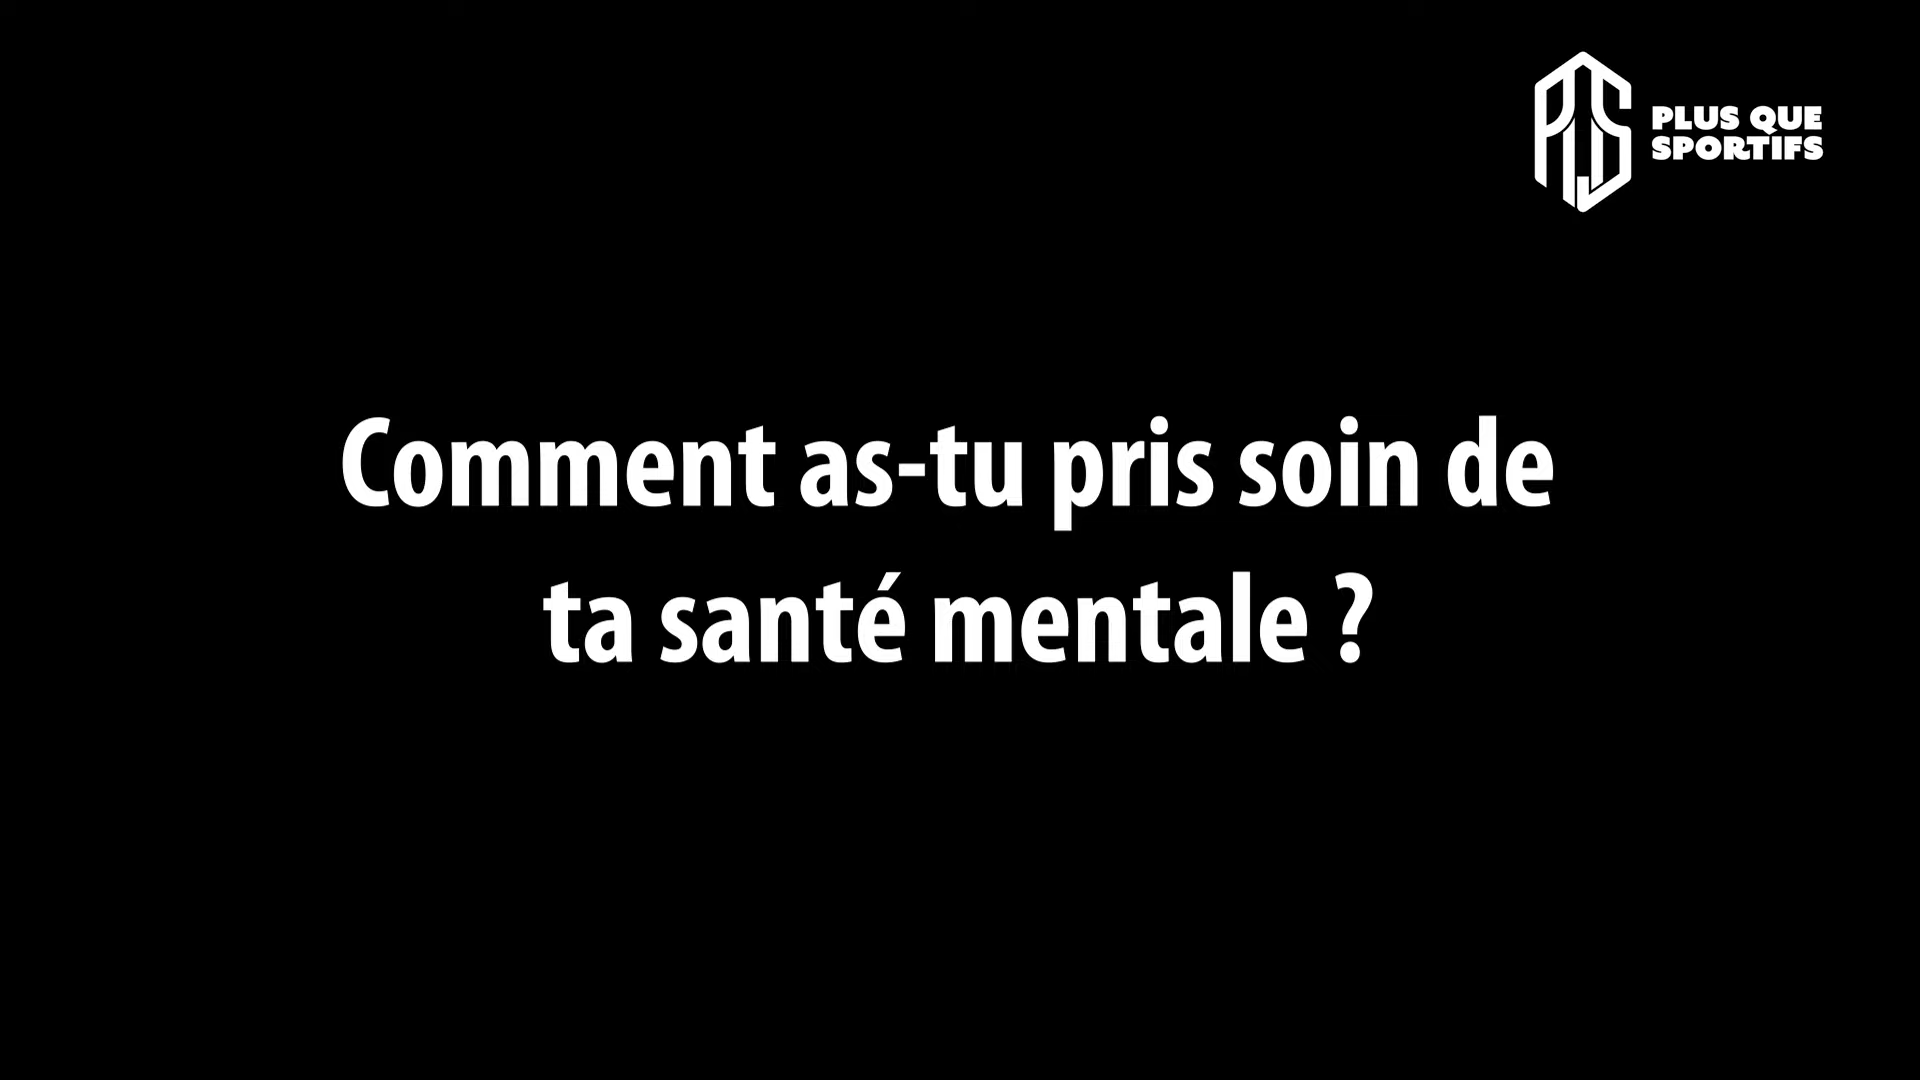 PLUS QUE
SPORTIFS
Comment as-tu pris soin de
ta santé mentale ?